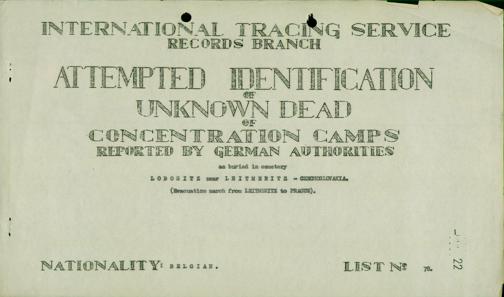 INTERNATIONAL TRACING SERVICE
RECORDS BRANCH
ATTEMPTED IDENTIFICATION
OF
UNKNOWN DEAD
OF
CONCENTRATION CAMPS
REPORTED BY GERMAN AUTHORITIES
as buried in cemetery
LOBOSITZ near LEITMERITZ - CZECHOSLOVAKIA.
(Evacuation march from LEITMERITZ to PRAGUE).
NATIONALITY: BELGIAN.
LIST Nº 70.
22